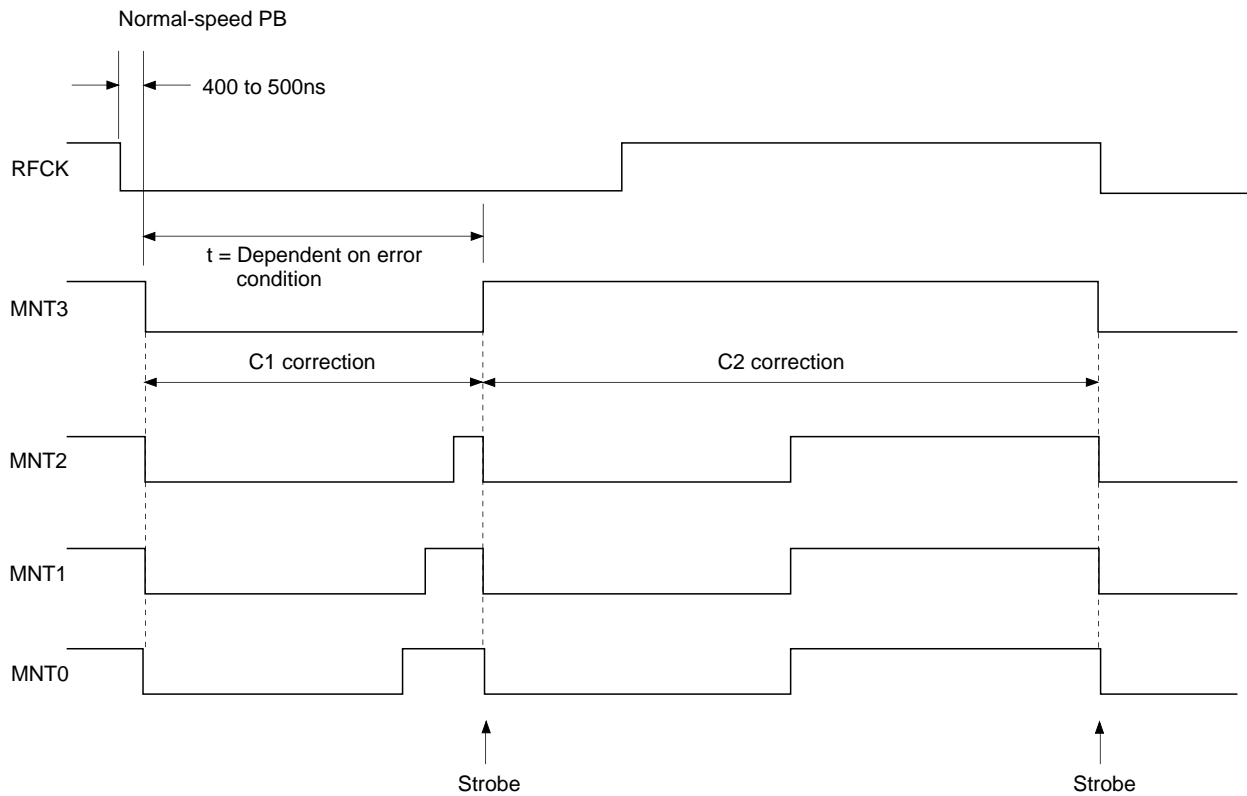 Normal-speed PB
400 to 500ns
RFCK
t = Dependent on error
condition
MNT3
C1 correction
C2 correction
MNT2
MNT1
MNT0
Strobe
Strobe